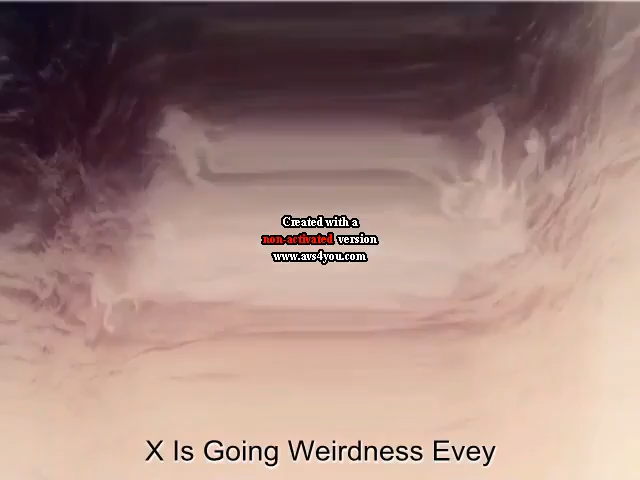 Created with a
non-activated version
www.avs4you.com
X Is Going Weirdness Evey